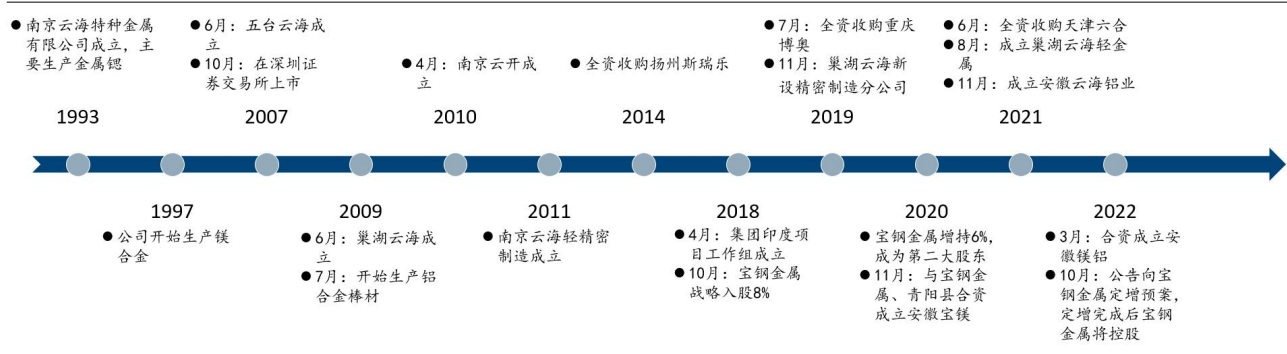 南京云海特种金属
有限公司成立，主
要生产金属锶
1993
1997
公司开始生产镁
合金
6月：五台云海成
立
10月：在深圳证
券交易所上市
2007
2009
6月：巢湖云海成
立
7月：开始生产铝
合金棒材
4月：南京云开成
立
2010
2011
南京云海轻精密
制造成立
全资收购扬州斯瑞乐
2014
2018
4月：集团印度项
目工作组成立
10月：宝钢金属
战略入股8%
7月：全资收购重庆
博奥
11月：巢湖云海新
设精密制造分公司
2019
2020
宝钢金属增持6%，
成为第二大股东
11月：与宝钢金
属、青阳县合资
成立安徽宝镁
6月：全资收购天津六合
8月：成立巢湖云海轻金
属
11月：成立安徽云海铝业
2021
2022
3月：合资成立安
徽镁铝
10月：公告向宝
钢金属定增预案，
定增完成后宝钢
金属将控股